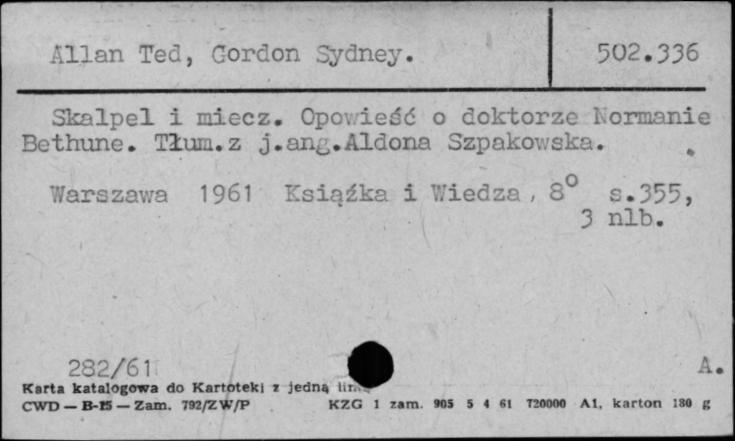 Allan Ted, Gordon Sydney. 502.336
Skalpel i miecz. Opowieść o doktorze Normanie
Bethune. Tłum.z j.ang.Aldona Szpakowska.
Warszawa 1961 Książka i Wiedza, 8° s.355,
3 nlb.
282/61 A.
Karta katalogowa do Kartoteki z jedną
CWD — B-15 — Zam. 792/ZW/P KZG 1 zam. 905 5 4 61 720000 A1, karton 180 g